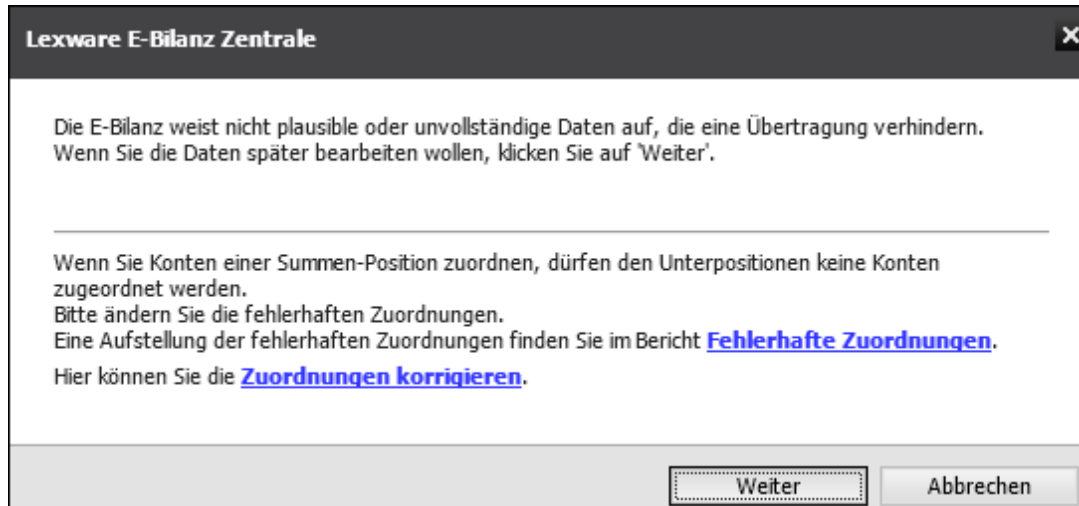 Lexware E-Bilanz Zentrale
Die E-Bilanz weist nicht plausible oder unvollständige Daten auf, die eine Übertragung verhindern.
Wenn Sie die Daten später bearbeiten wollen, klicken Sie auf 'Weiter'.
Wenn Sie Konten einer Summen-Position zuordnen, dürfen den Unterpositionen keine Konten
zugeordnet werden.
Bitte ändern Sie die fehlerhaften Zuordnungen.
Eine Aufstellung der fehlerhaften Zuordnungen finden Sie im Bericht Fehlerhafte Zuordnungen.
Hier können Sie die Zuordnungen korrigieren.
Weiter
Abbrechen